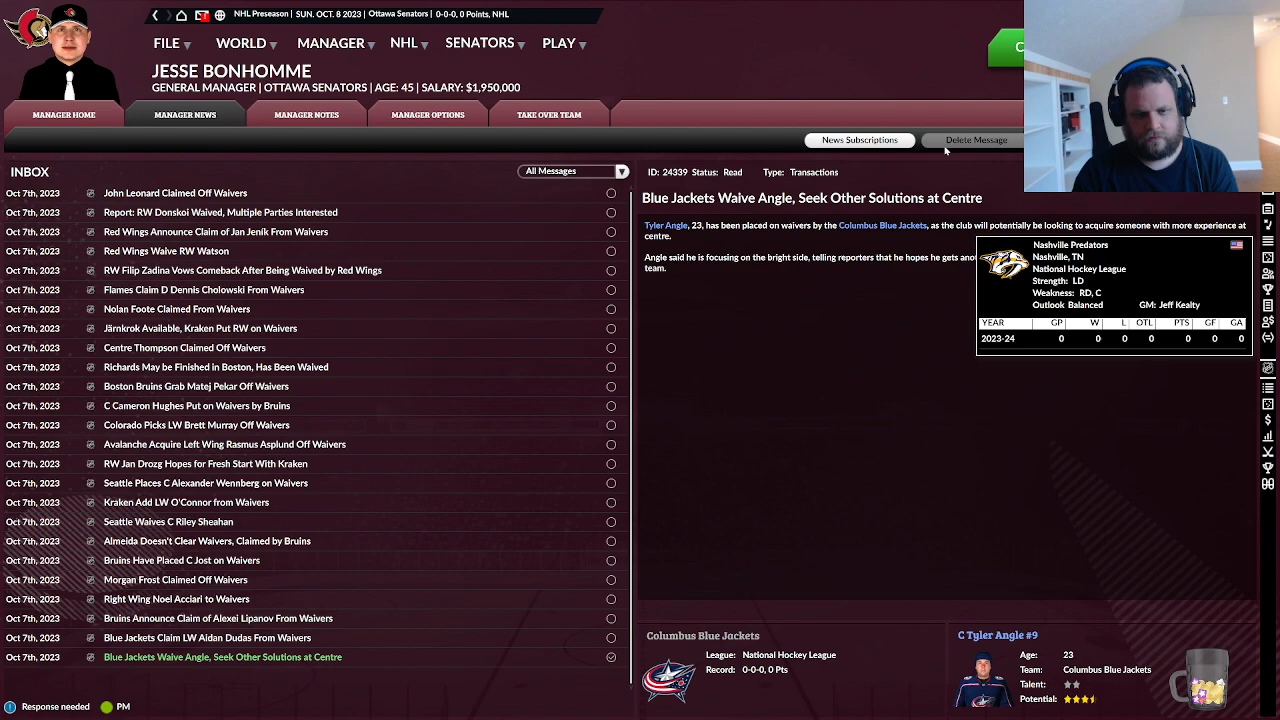 NHL Preseason | SUN. OCT. 8 2023 | Ottawa Senators | 0-0-0, 0 Points, NHL
FILE WORLD MANAGER NHL SENATORS PLAY
C
JESSE BONHOMME
GENERAL MANAGER | OTTAWA SENATORS | AGE: 45 | SALARY: $1,950,000
MANAGER HOME MANAGER NEWS MANAGER NOTES MANAGER OPTIONS TAKE OVER TEAM
News Subscriptions Delete Message
INBOX All Messages
Oct 7th, 2023 John Leonard Claimed Off Waivers
Oct 7th, 2023 Report: RW Donskoi Waived, Multiple Parties Interested
Oct 7th, 2023 Red Wings Announce Claim of Jan Jeník From Waivers
Oct 7th, 2023 Red Wings Waive RW Watson
Oct 7th, 2023 RW Filip Zadina Vows Comeback After Being Waived by Red Wings
Oct 7th, 2023 Flames Claim D Dennis Cholowski From Waivers
Oct 7th, 2023 Nolan Foote Claimed From Waivers
Oct 7th, 2023 Järnkrok Available, Kraken Put RW on Waivers
Oct 7th, 2023 Centre Thompson Claimed Off Waivers
Oct 7th, 2023 Richards May be Finished in Boston, Has Been Waived
Oct 7th, 2023 Boston Bruins Grab Matej Pekar Off Waivers
Oct 7th, 2023 C Cameron Hughes Put on Waivers by Bruins
Oct 7th, 2023 Colorado Picks LW Brett Murray Off Waivers
Oct 7th, 2023 Avalanche Acquire Left Wing Rasmus Asplund Off Waivers
Oct 7th, 2023 RW Jan Drozg Hopes for Fresh Start With Kraken
Oct 7th, 2023 Seattle Places C Alexander Wennberg on Waivers
Oct 7th, 2023 Kraken Add LW O'Connor from Waivers
Oct 7th, 2023 Seattle Waives C Riley Sheahan
Oct 7th, 2023 Almeida Doesn't Clear Waivers, Claimed by Bruins
Oct 7th, 2023 Bruins Have Placed C Jost on Waivers
Oct 7th, 2023 Morgan Frost Claimed Off Waivers
Oct 7th, 2023 Right Wing Noel Acciari to Waivers
Oct 7th, 2023 Bruins Announce Claim of Alexei Lipanov From Waivers
Oct 7th, 2023 Blue Jackets Claim LW Aidan Dudas From Waivers
Oct 7th, 2023 Blue Jackets Waive Angle, Seek Other Solutions at Centre
Response needed PM
ID: 24339 Status: Read Type: Transactions
Blue Jackets Waive Angle, Seek Other Solutions at Centre
Tyler Angle, 23, has been placed on waivers by the Columbus Blue Jackets, as the club will potentially be looking to acquire someone with more experience at
centre.
Angle said he is focusing on the bright side, telling reporters that he hopes he gets
team.
Nashville Predators
Nashville, TN
National Hockey League
Strength: LD
Weakness: RD, C
Outlook Balanced GM: Jeff Kealty
YEAR GP W L OTL PTS GF GA
2023-24 0 0 0 0 0 0 0
Columbus Blue Jackets
League: National Hockey League
Record: 0-0-0, 0 Pts
C Tyler Angle #9
Age: 23
Team: Columbus Blue Jackets
Talent:
Potential: